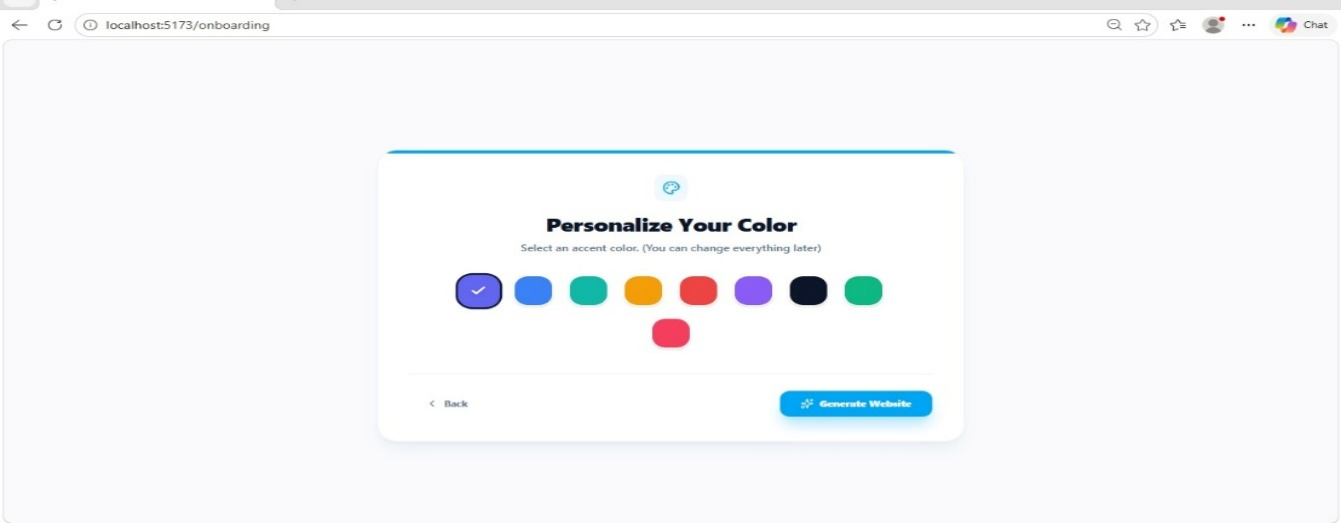 localhost:5173/onboarding
Chat
Personalize Your Color
Select an accent color. (You can change everything later)
Back
Generate Website